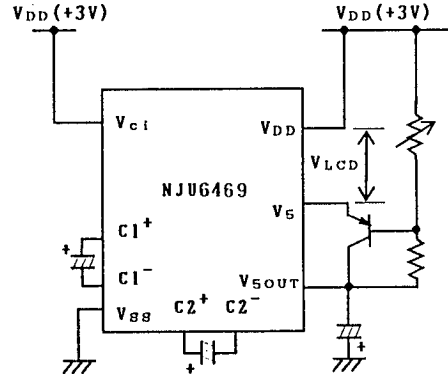 VDD (+3V) VDD (+3V)
Vci VDD
VLCD
NJU6469
C1+ V5
+
C1-
V5OUT
VSS C2+ C2-
+ +